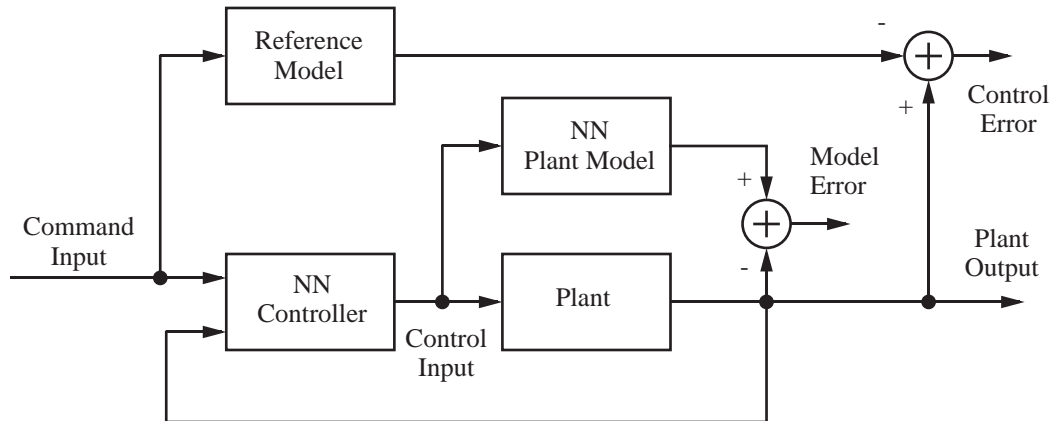 -
Reference
Model
+
Control
Error
NN
Plant Model
Model
Error
+
Command
Input
-
Plant
Output
NN
Controller
Plant
Control
Input